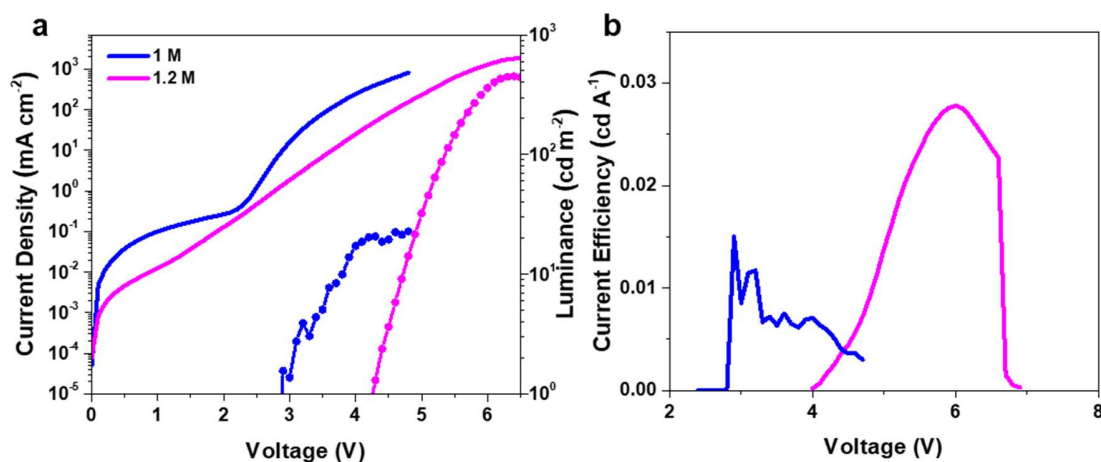 a
1 M
1.2 M
Current Density (mA cm⁻²)
10³
10²
10¹
10⁰
10⁻¹
10⁻²
10⁻³
10⁻⁴
10⁻⁵
0 1 2 3 4 5 6
Voltage (V)
10³
10²
10¹
10⁰
Luminance (cd m⁻²)
b
Current Efficiency (cd A⁻¹)
0.03
0.02
0.01
0.00
2 4 6 8
Voltage (V)